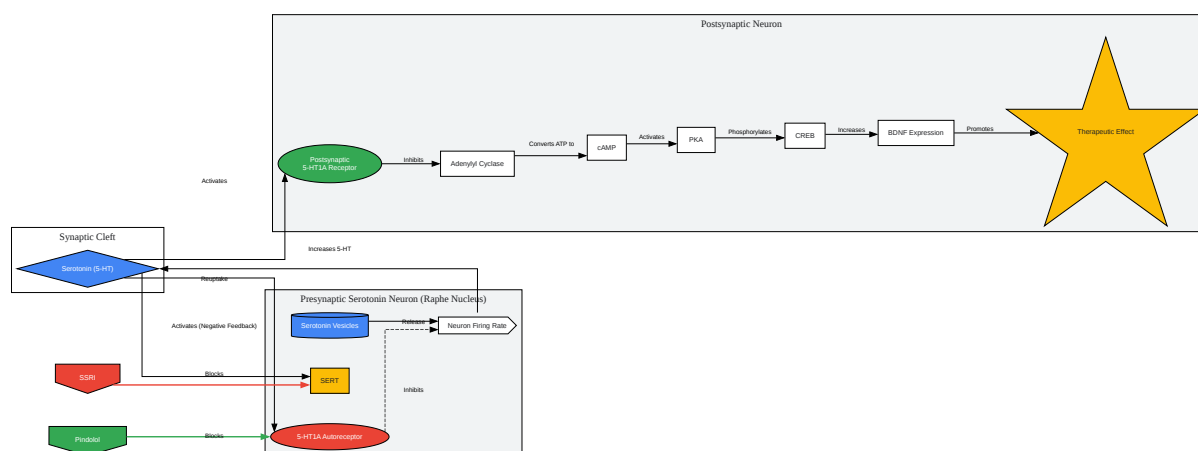 Postsynaptic Neuron
Therapeutic Effect
Postsynaptic
5-HT1A Receptor
Inhibits
Adenylyl Cyclase
Converts ATP to
cAMP
Activates
PKA
Phosphorylates
CREB
Increases
BDNF Expression
Promotes
Activates
Synaptic Cleft
Serotonin (5-HT)
Increases 5-HT
Reuptake
Presynaptic Serotonin Neuron (Raphe Nucleus)
Activates (Negative Feedback)
Serotonin Vesicles
Release
Neuron Firing Rate
SSRI
Blocks
SERT
Inhibits
Pindolol
Blocks
5-HT1A Autoreceptor